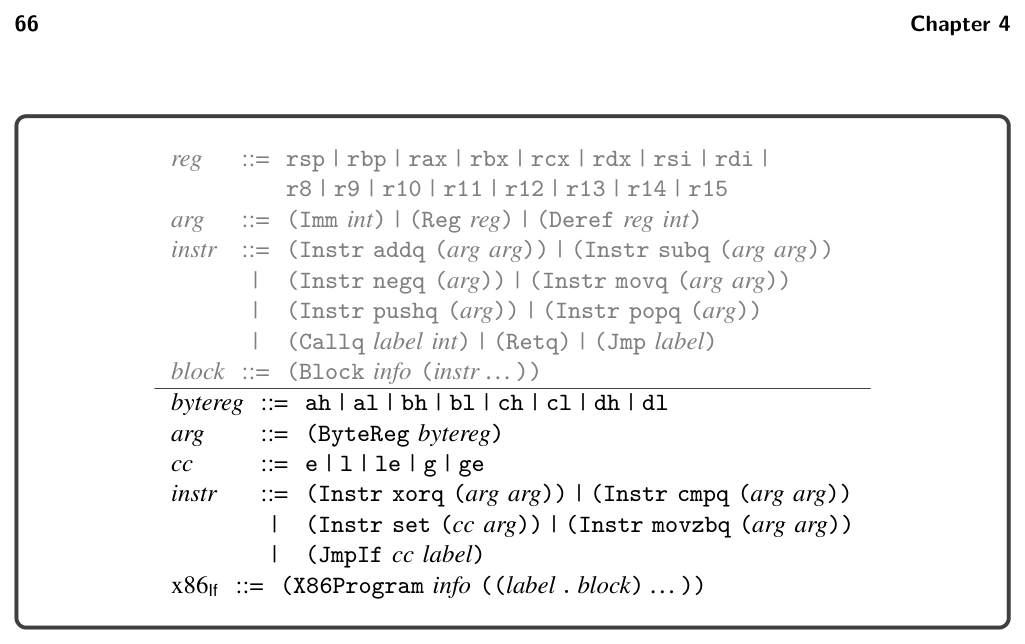 66 Chapter 4
reg ::= rsp | rbp | rax | rbx | rcx | rdx | rsi | rdi |
r8 | r9 | r10 | r11 | r12 | r13 | r14 | r15
arg ::= (Imm int) | (Reg reg) | (Deref reg int)
instr ::= (Instr addq (arg arg)) | (Instr subq (arg arg))
| (Instr negq (arg)) | (Instr movq (arg arg))
| (Instr pushq (arg)) | (Instr popq (arg))
| (Callq label int) | (Retq) | (Jmp label)
block ::= (Block info (instr ... ))
bytereg ::= ah | al | bh | bl | ch | cl | dh | dl
arg ::= (ByteReg bytereg)
cc ::= e | l | le | g | ge
instr ::= (Instr xorq (arg arg)) | (Instr cmpq (arg arg))
| (Instr set (cc arg)) | (Instr movzbq (arg arg))
| (JmpIf cc label)
x86If ::= (X86Program info ((label . block) ... ))